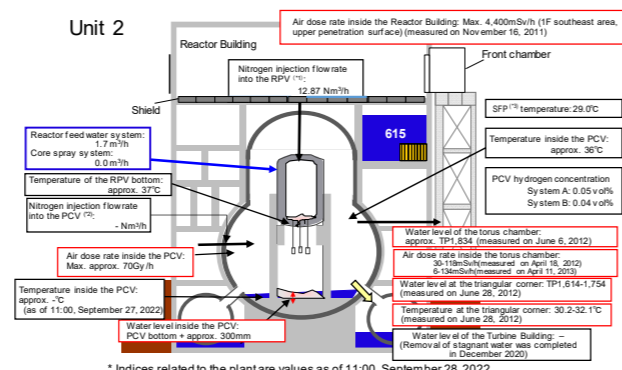 Unit 2
Air dose rate inside the Reactor Building: Max. 4,400mSv/h (1F southeast area,
upper penetration surface) (measured on November 16, 2011)
Reactor Building
Front chamber
Nitrogen injection flow rate
into the RPV (*1):
12.87 Nm³/h
Shield
SFP (*3) temperature: 29.0℃
Reactor feed water system:
1.7 m³/h
Core spray system:
0.0 m³/h
615
Temperature inside the PCV:
approx. 36℃
Temperature of the RPV bottom:
approx. 37℃
PCV hydrogen concentration
System A: 0.05 vol%
System B: 0.04 vol%
Nitrogen injection flow rate
into the PCV (*2):
- Nm³/h
Water level of the torus chamber:
approx. TP1,834 (measured on June 6, 2012)
Air dose rate inside the PCV:
Max. approx. 70Gy/h
Air dose rate inside the torus chamber:
30-118mSv/h(measured on April 18, 2012)
6-134mSv/h(measured on April 11, 2013)
Temperature inside the PCV:
approx. -℃
(as of 11:00, September 27, 2022)
Water level at the triangular corner: TP1,614-1,754
(measured on June 28, 2012)
Temperature at the triangular corner: 30.2-32.1℃
(measured on June 28, 2012)
Water level inside the PCV:
PCV bottom + approx. 300mm
Water level of the Turbine Building: –
(Removal of stagnant water was completed
in December 2020)
* Indices related to the plant are values as of 11:00, September 28, 2022